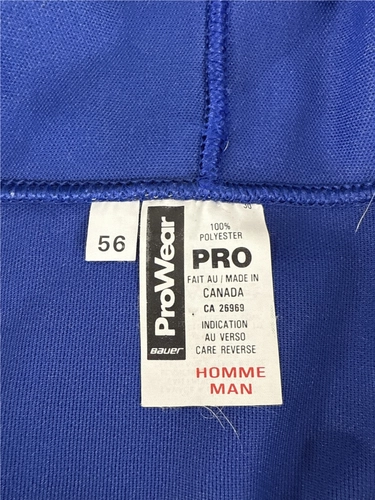 56
ProWear
BAUER
100%
POLYESTER
PRO
FAIT AU / MADE IN
CANADA
CA 26969
INDICATION
AU VERSO
CARE REVERSE
HOMME
MAN